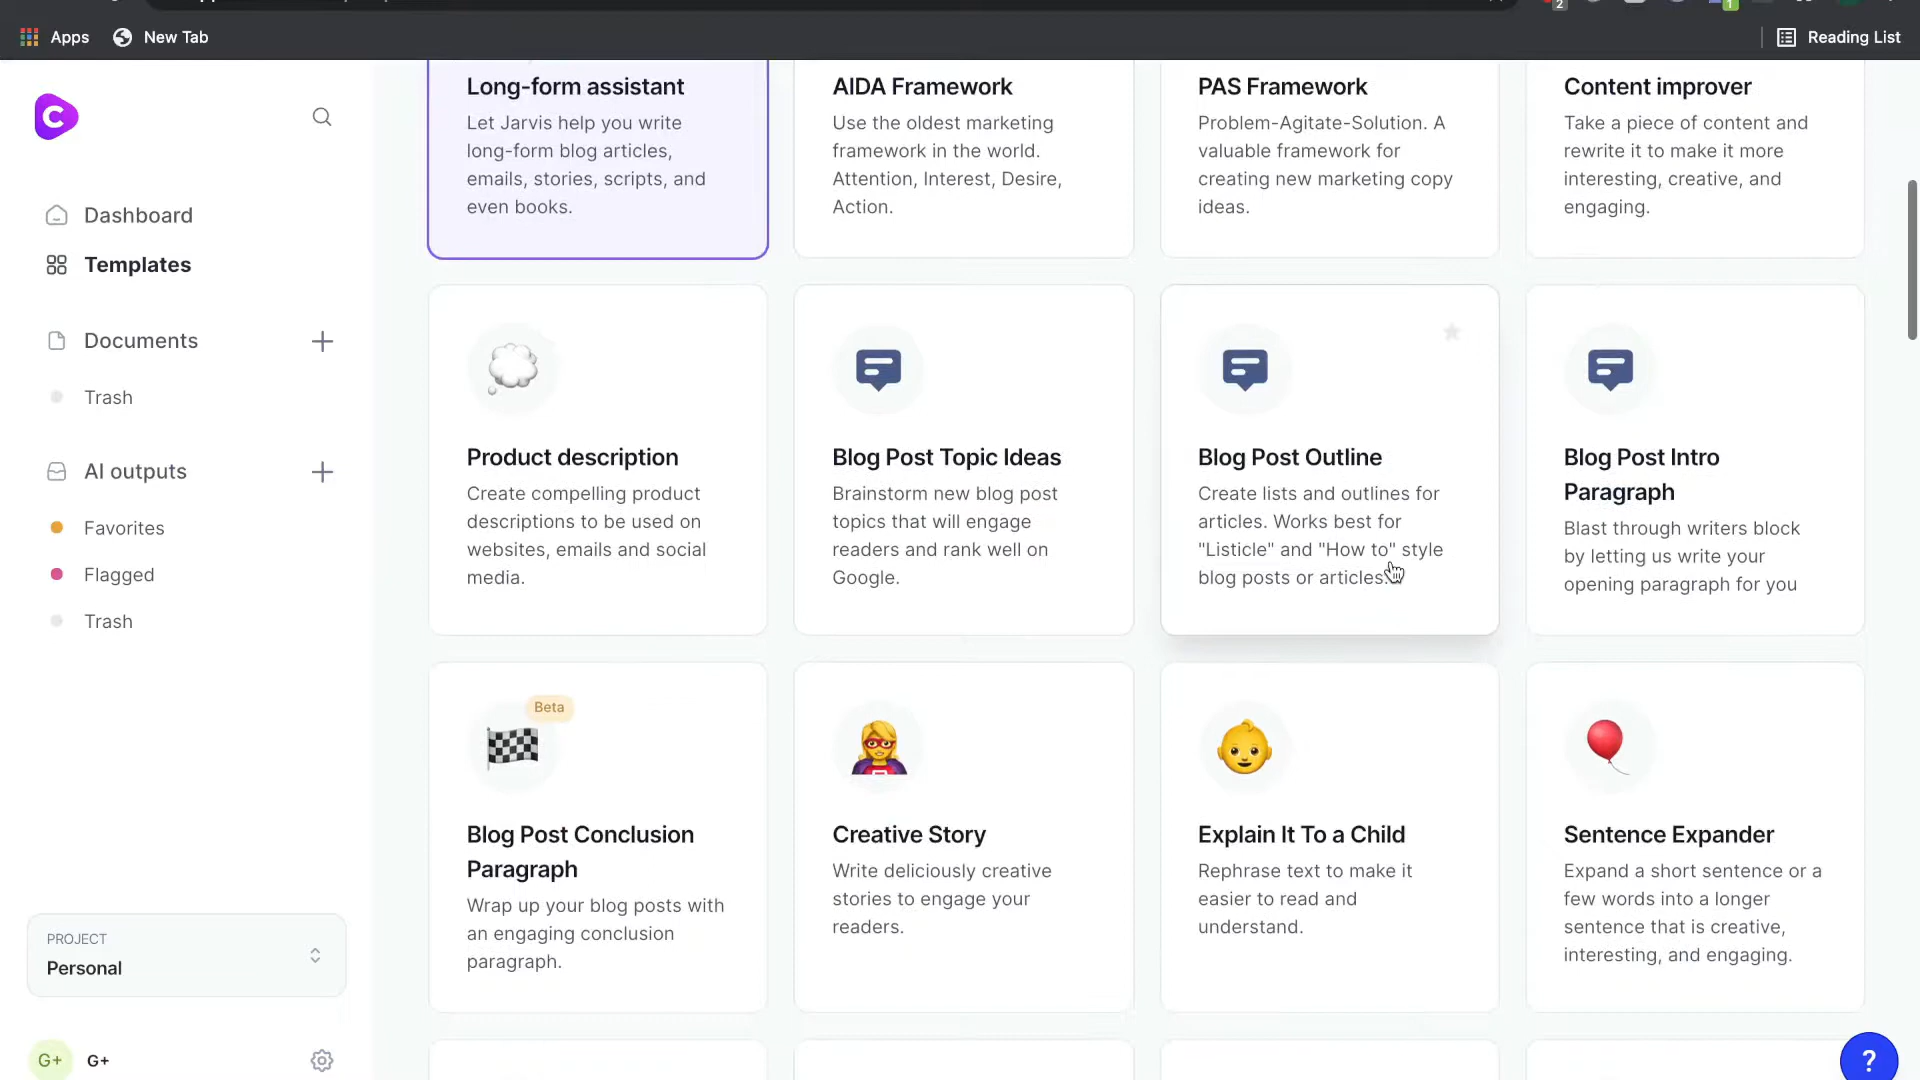 2
1
Apps
New Tab
Reading List
C
Dashboard
Templates
Documents
Trash
AI outputs
Favorites
Flagged
Trash
PROJECT
Personal
G+
G+
Long-form assistant
Let Jarvis help you write
long-form blog articles,
emails, stories, scripts, and
even books.
AIDA Framework
Use the oldest marketing
framework in the world.
Attention, Interest, Desire,
Action.
PAS Framework
Problem-Agitate-Solution. A
valuable framework for
creating new marketing copy
ideas.
Content improver
Take a piece of content and
rewrite it to make it more
interesting, creative, and
engaging.
Product description
Create compelling product
descriptions to be used on
websites, emails and social
media.
Blog Post Topic Ideas
Brainstorm new blog post
topics that will engage
readers and rank well on
Google.
Blog Post Outline
Create lists and outlines for
articles. Works best for
"Listicle" and "How to" style
blog posts or articles.
Blog Post Intro
Paragraph
Blast through writers block
by letting us write your
opening paragraph for you
Beta
Blog Post Conclusion
Paragraph
Wrap up your blog posts with
an engaging conclusion
paragraph.
Creative Story
Write deliciously creative
stories to engage your
readers.
Explain It To a Child
Rephrase text to make it
easier to read and
understand.
Sentence Expander
Expand a short sentence or a
few words into a longer
sentence that is creative,
interesting, and engaging.
?